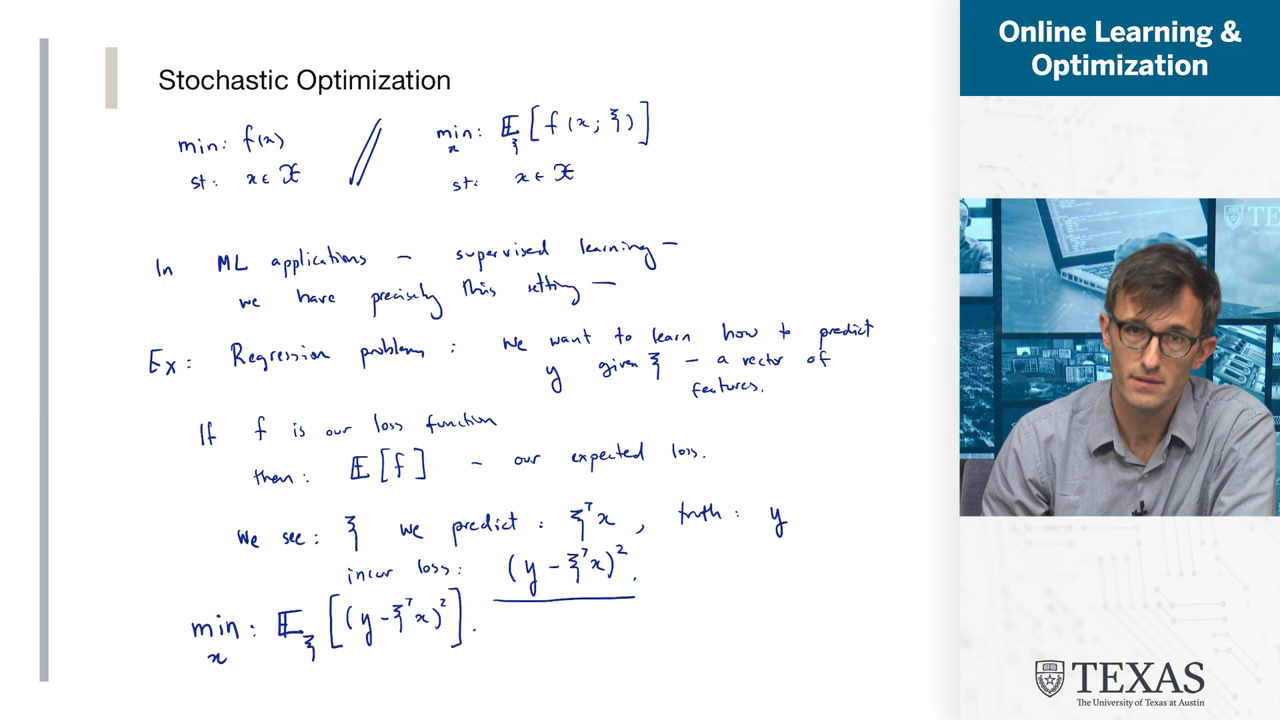 Stochastic Optimization
min: f(x)
st: x ∈ 𝒳
min: 𝔼 [f(x; ξ)]
x ξ
st: x ∈ 𝒳
In ML applications – supervised learning –
we have precisely this setting –
Ex: Regression problem: We want to learn how to predict
y given ξ – a vector of
features.
If f is our loss function
then: 𝔼[f] – our expected loss.
We see: ξ we predict: ξᵀx, truth: y
incur loss: (y - ξᵀx)².
min: 𝔼 [(y - ξᵀx)²].
x ξ
Online Learning &
Optimization
TEXAS
The University of Texas at Austin